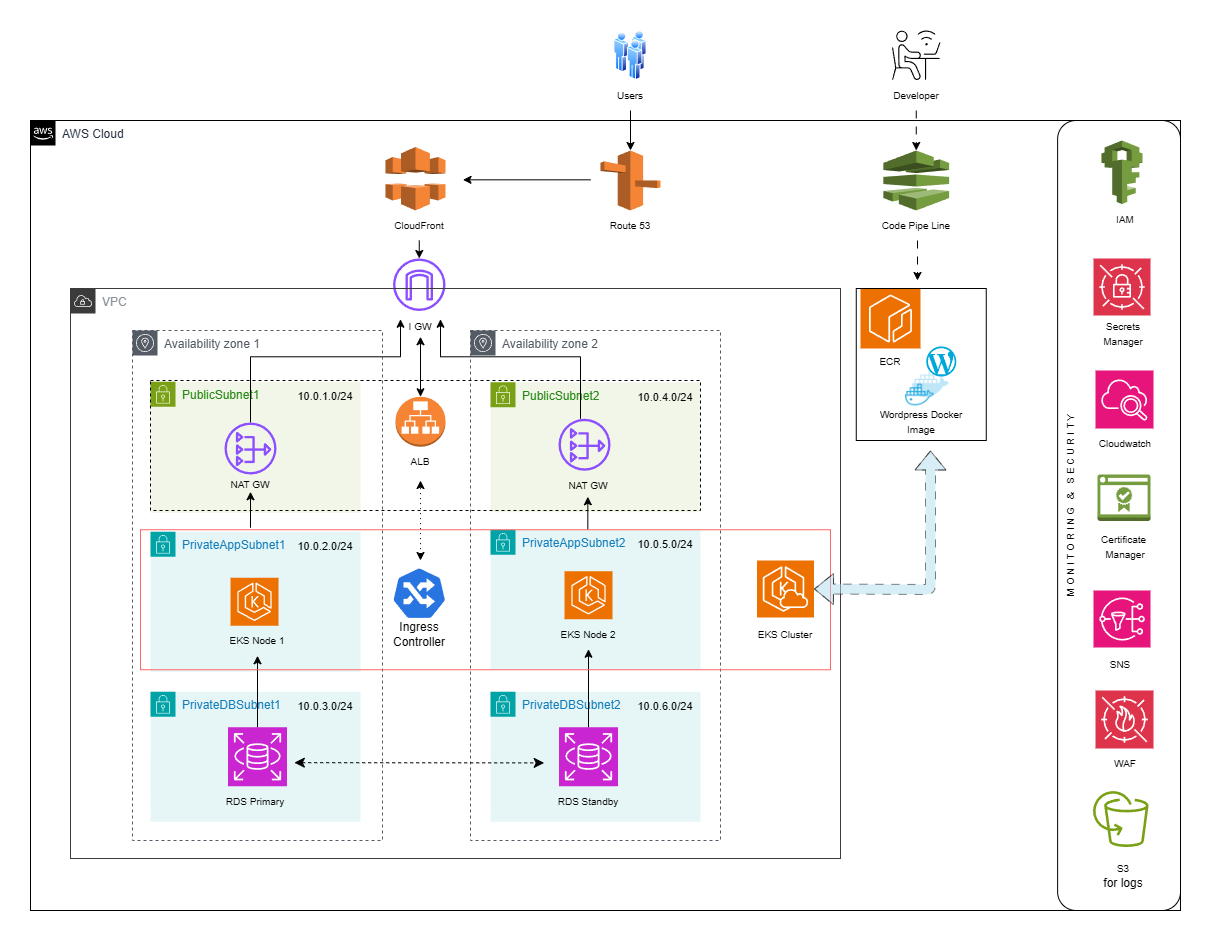 Users
Developer
aws
AWS Cloud
CloudFront
Route 53
Code Pipe Line
IAM
VPC
I GW
Availability zone 1
Availability zone 2
ECR
Wordpress Docker
Image
Secrets
Manager
PublicSubnet1
10.0.1.0/24
PublicSubnet2
10.0.4.0/24
ALB
NAT GW
NAT GW
Cloudwatch
MONITORING & SECURITY
PrivateAppSubnet1
10.0.2.0/24
PrivateAppSubnet2
10.0.5.0/24
Certificate
Manager
K
K
K
EKS Node 1
Ingress
Controller
EKS Node 2
EKS Cluster
SNS
PrivateDBSubnet1
10.0.3.0/24
PrivateDBSubnet2
10.0.6.0/24
WAF
RDS Primary
RDS Standby
S3
for logs